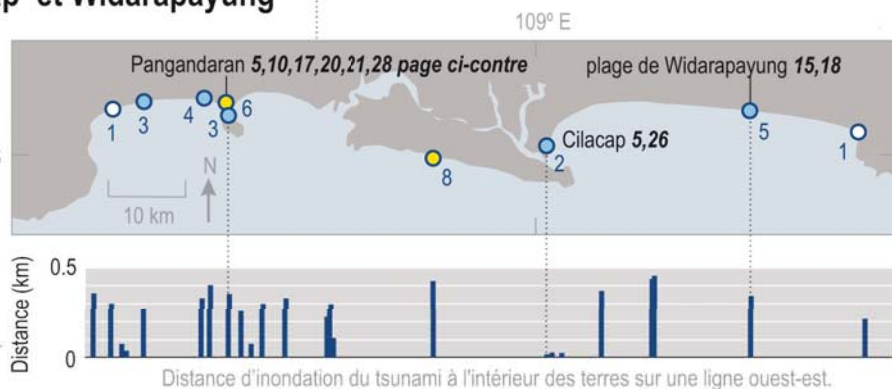 et Widarapayung
109º E
Pangandaran 5,10,17,20,21,28 page ci-contre
plage de Widarapayung 15,18
1
3
4
3
6
8
2
Cilacap 5,26
5
1
N
10 km
Distance (km)
0.5
0
Distance d'inondation du tsunami à l'intérieur des terres sur une ligne ouest-est.